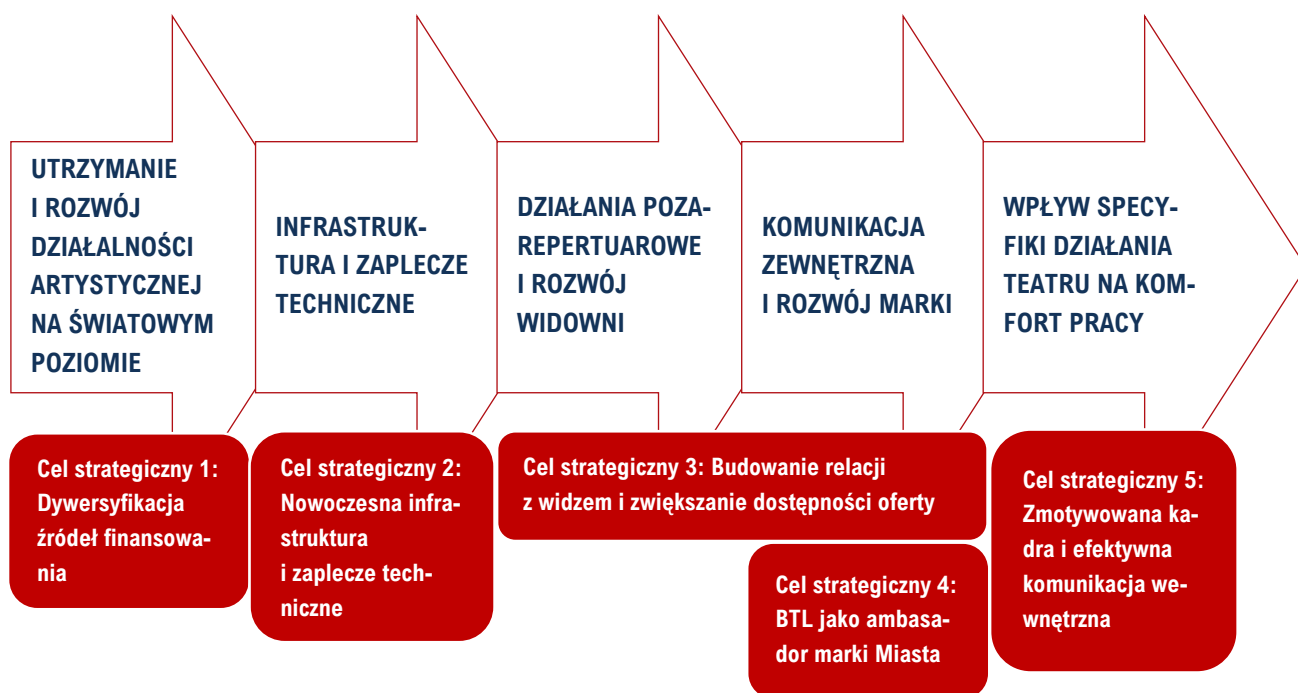 UTRZYMANIE
I ROZWÓJ
DZIAŁALNOŚCI
ARTYSTYCZNEJ
NA ŚWIATOWYM
POZIOMIE
INFRASTRUK-
TURA I ZAPLECZE
TECHNICZNE
DZIAŁANIA POZA-
REPERTUAROWE
I ROZWÓJ
WIDOWNI
KOMUNIKACJA
ZEWNĘTRZNA
I ROZWÓJ MARKI
WPŁYW SPECY-
FIKI DZIAŁANIA
TEATRU NA KOM-
FORT PRACY
Cel strategiczny 1:
Dywersyfikacja
źródeł finansowa-
nia
Cel strategiczny 2:
Nowoczesna infra-
struktura
i zaplecze tech-
niczne
Cel strategiczny 3: Budowanie relacji
z widzem i zwiększanie dostępności oferty
Cel strategiczny 4:
BTL jako ambasa-
dor marki Miasta
Cel strategiczny 5:
Zmotywowana ka-
dra i efektywna
komunikacja we-
wnętrzna